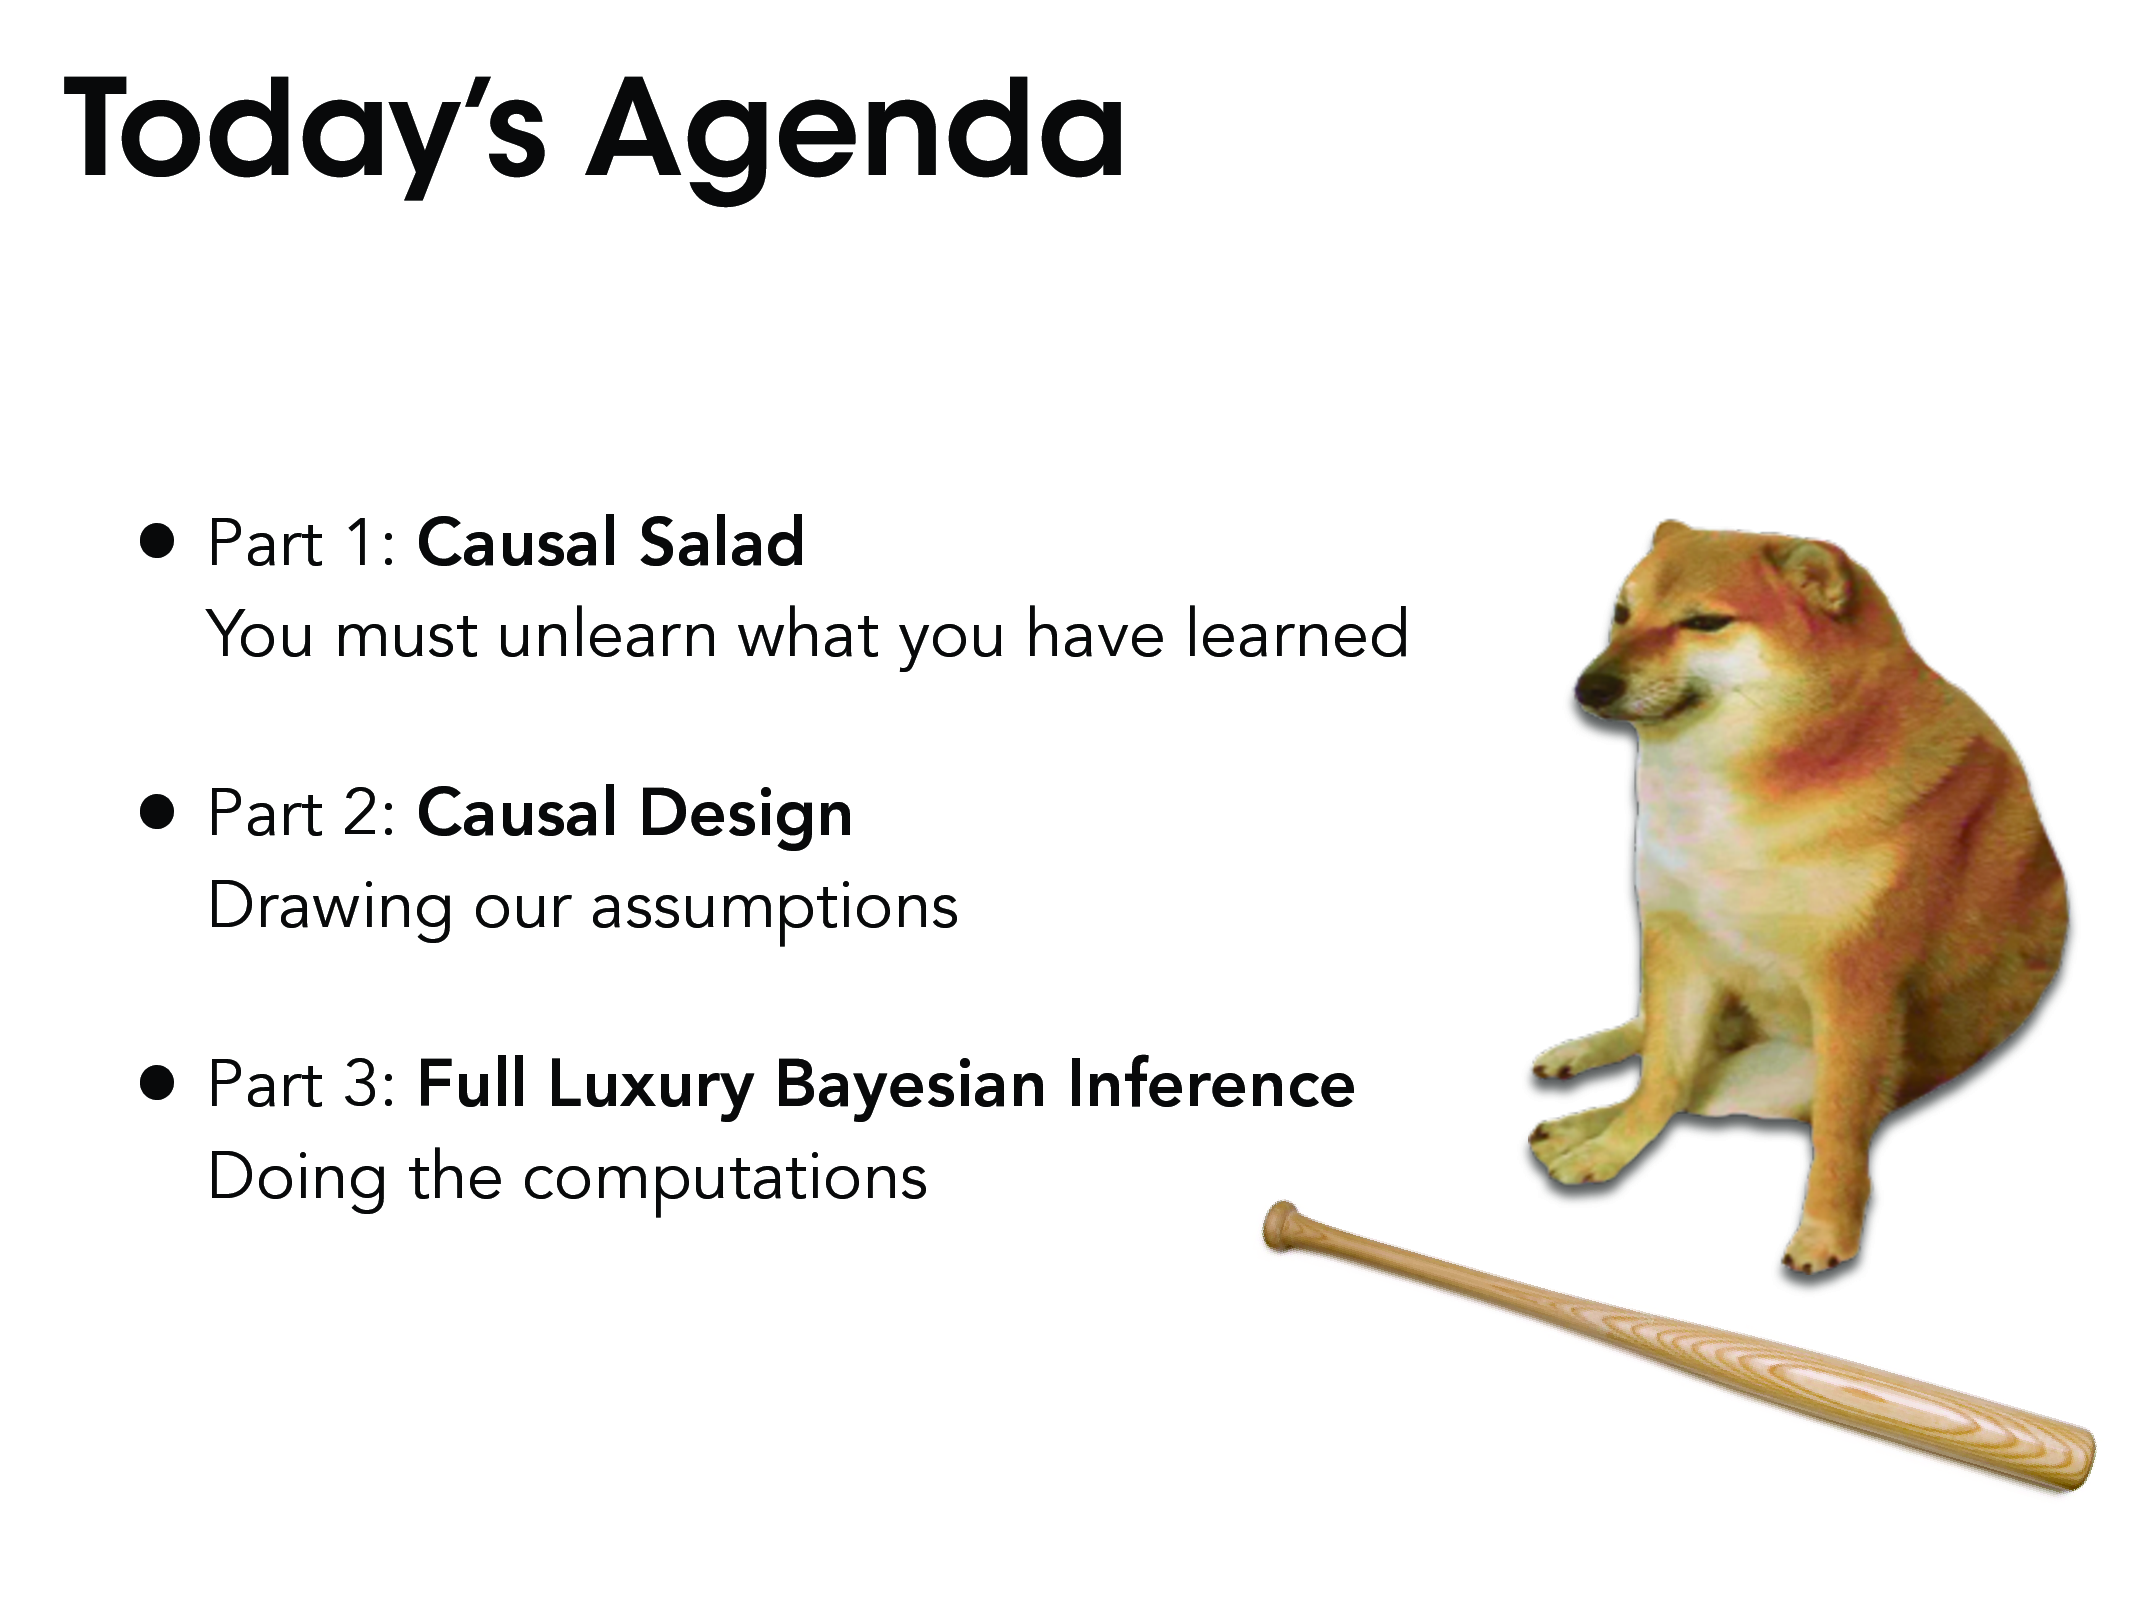 Today’s Agenda
• Part 1: Causal Salad
You must unlearn what you have learned
• Part 2: Causal Design
Drawing our assumptions
• Part 3: Full Luxury Bayesian Inference
Doing the computations